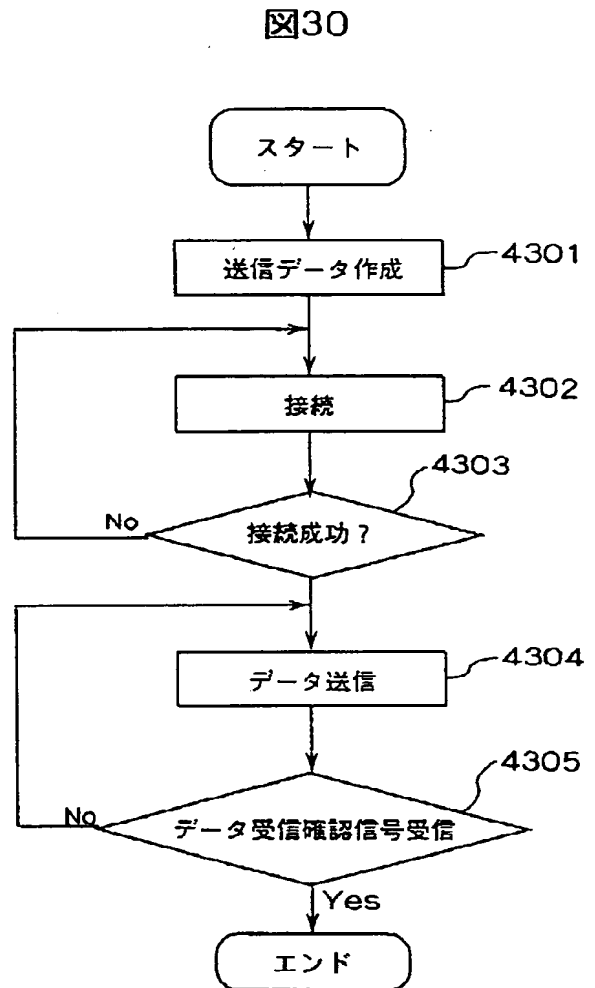 図30
スタート
送信データ作成
4301
接続
4302
4303
No
接続成功？
データ送信
4304
4305
No
データ受信確認信号受信
Yes
エンド